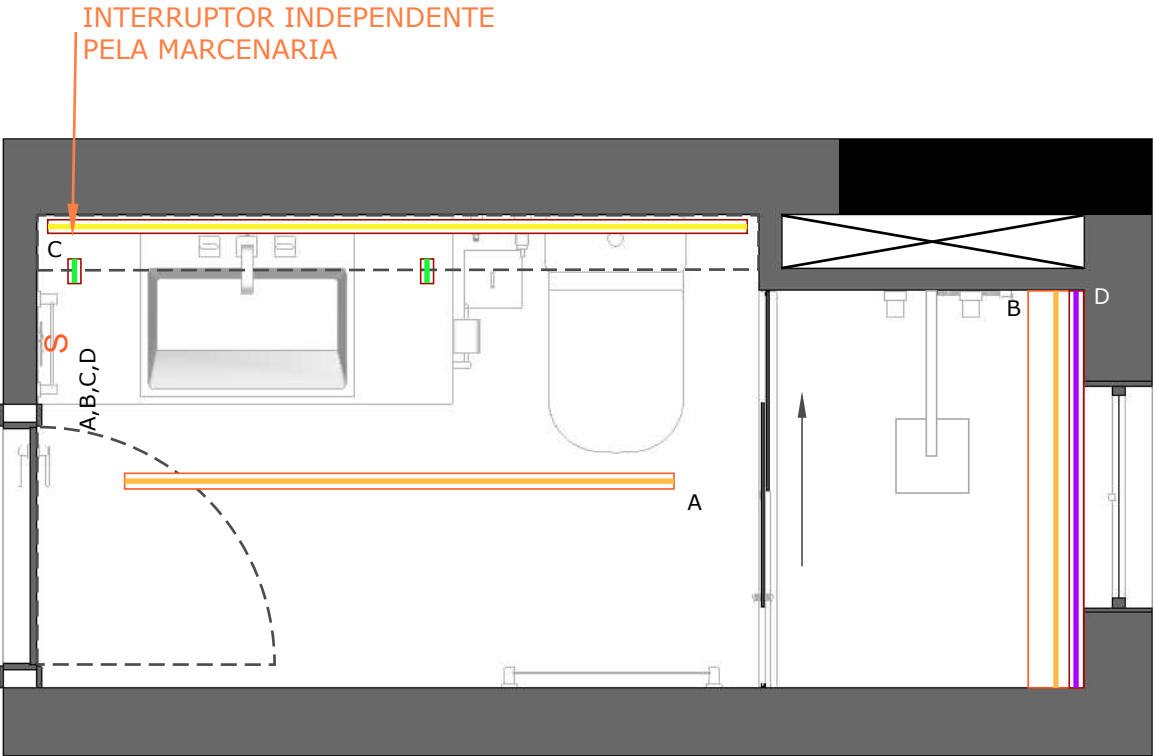 INTERRUPTOR INDEPENDENTE
PELA MARCENARIA
C
D
B
S
A,B,C,D
A